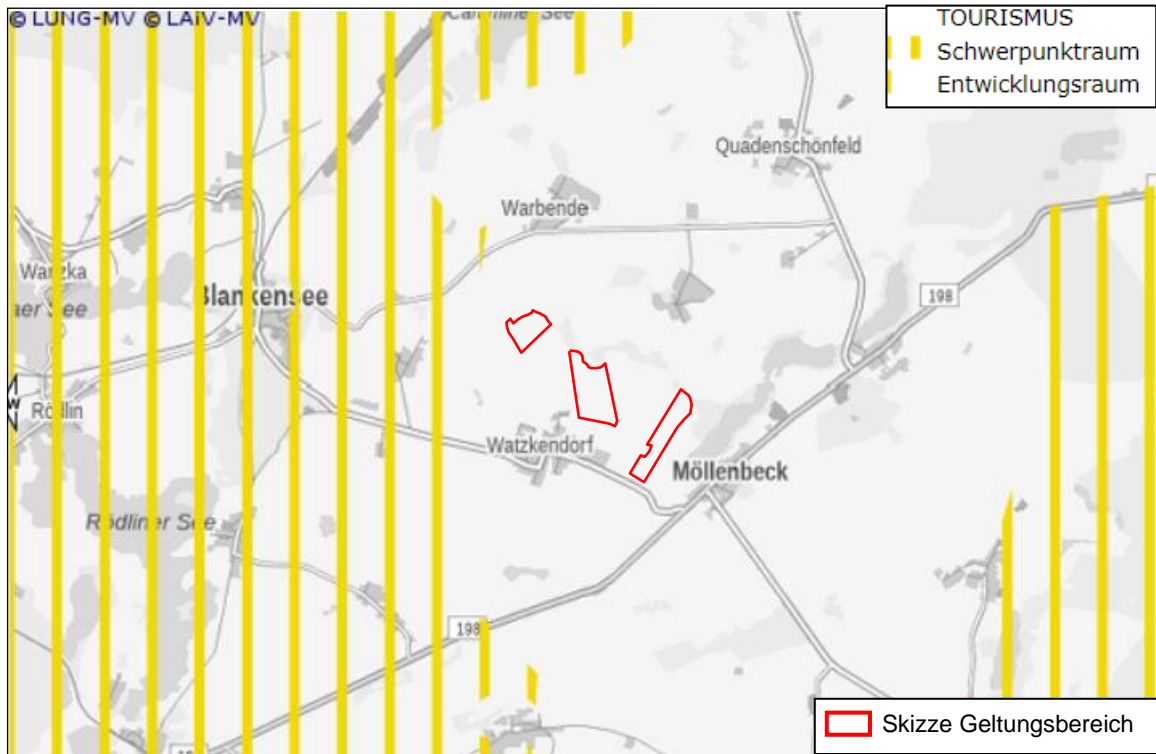 © LUNG-MV © LAiV-MV
TOURISMUS
Schwerpunktraum
Entwicklungsraum
Quadenschönfeld
Warbende
Wanzka
Blankensee
198
Rödlin
Watzkendorf
Möllenbeck
Rödliner See
198
Skizze Geltungsbereich